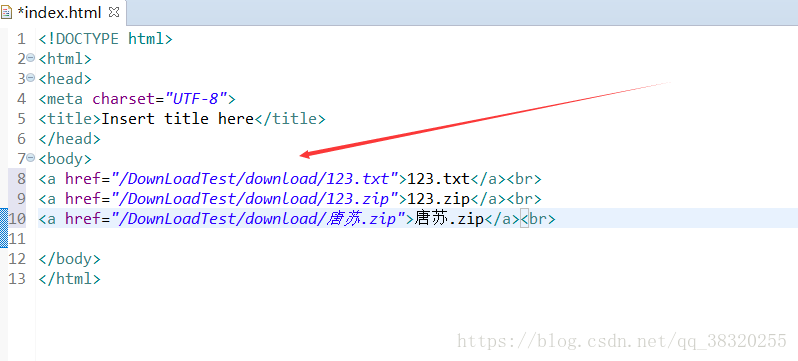 *index.html
1 <!DOCTYPE html>
2 <html>
3 <head>
4 <meta charset="UTF-8">
5 <title>Insert title here</title>
6 </head>
7 <body>
8 <a href="/DownLoadTest/download/123.txt">123.txt</a><br>
9 <a href="/DownLoadTest/download/123.zip">123.zip</a><br>
10 <a href="/DownLoadTest/download/唐苏.zip">唐苏.zip</a><br>
11
12 </body>
13 </html>
https://blog.csdn.net/qq_38320255